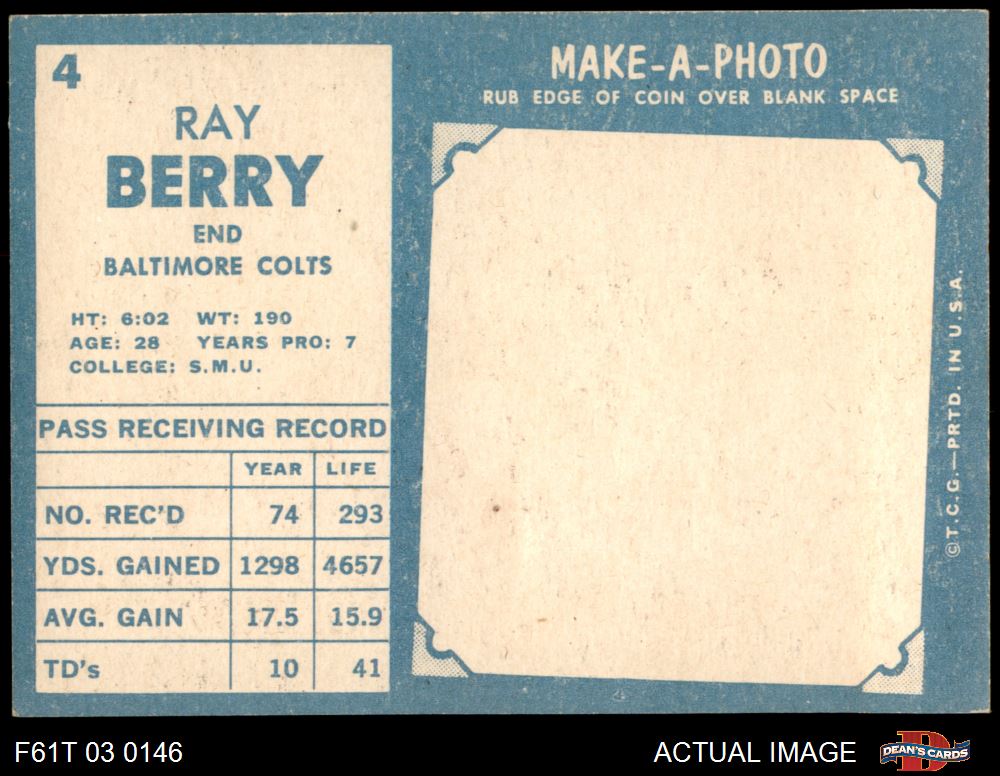 4
RAY
BERRY
END
BALTIMORE COLTS
HT: 6:02 WT: 190
AGE: 28 YEARS PRO: 7
COLLEGE: S.M.U.
PASS RECEIVING RECORD
YEAR LIFE
NO. REC'D 74 293
YDS. GAINED 1298 4657
AVG. GAIN 17.5 15.9
TD's 10 41
MAKE-A-PHOTO
RUB EDGE OF COIN OVER BLANK SPACE
©T.C.G.—PRTD. IN U.S.A.
F61T 03 0146
ACTUAL IMAGE
DEAN'S CARDS